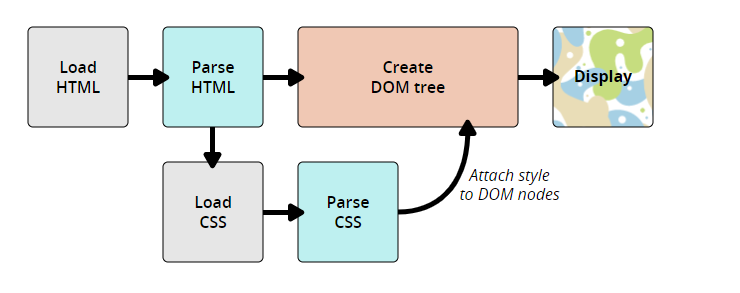 Load
HTML
Parse
HTML
Create
DOM tree
Display
Load
CSS
Parse
CSS
Attach style
to DOM nodes